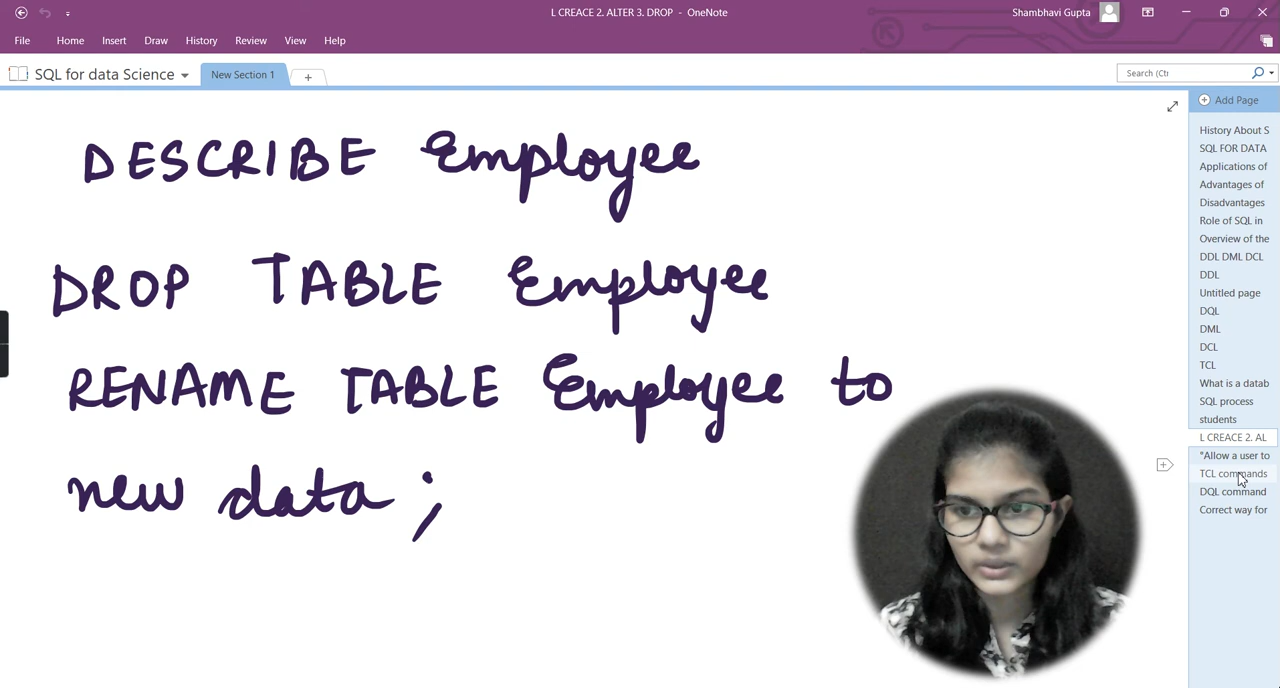 L CREACE 2. ALTER 3. DROP - OneNote
Shambhavi Gupta
File Home Insert Draw History Review View Help
SQL for data Science
New Section 1
Search (Ctr
Add Page
History About S
SQL FOR DATA
Applications of
Advantages of
Disadvantages
Role of SQL in
Overview of the
DDL DML DCL
DDL
Untitled page
DQL
DML
DCL
TCL
What is a datab
SQL process
students
L CREACE 2. AL
"Allow a user to
TCL commands
DQL command
Correct way for
DESCRIBE Employee
DROP TABLE Employee
RENAME TABLE Employee to
new data ;